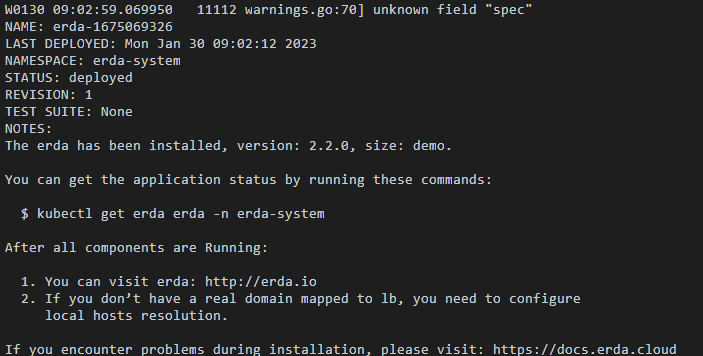 W0130 09:02:59.069950   11112 warnings.go:70] unknown field "spec"
NAME: erda-1675069326
LAST DEPLOYED: Mon Jan 30 09:02:12 2023
NAMESPACE: erda-system
STATUS: deployed
REVISION: 1
TEST SUITE: None
NOTES:
The erda has been installed, version: 2.2.0, size: demo.
You can get the application status by running these commands:
$ kubectl get erda erda -n erda-system
After all components are Running:
1. You can visit erda: http://erda.io
2. If you don’t have a real domain mapped to lb, you need to configure
local hosts resolution.
If you encounter problems during installation, please visit: https://docs.erda.cloud